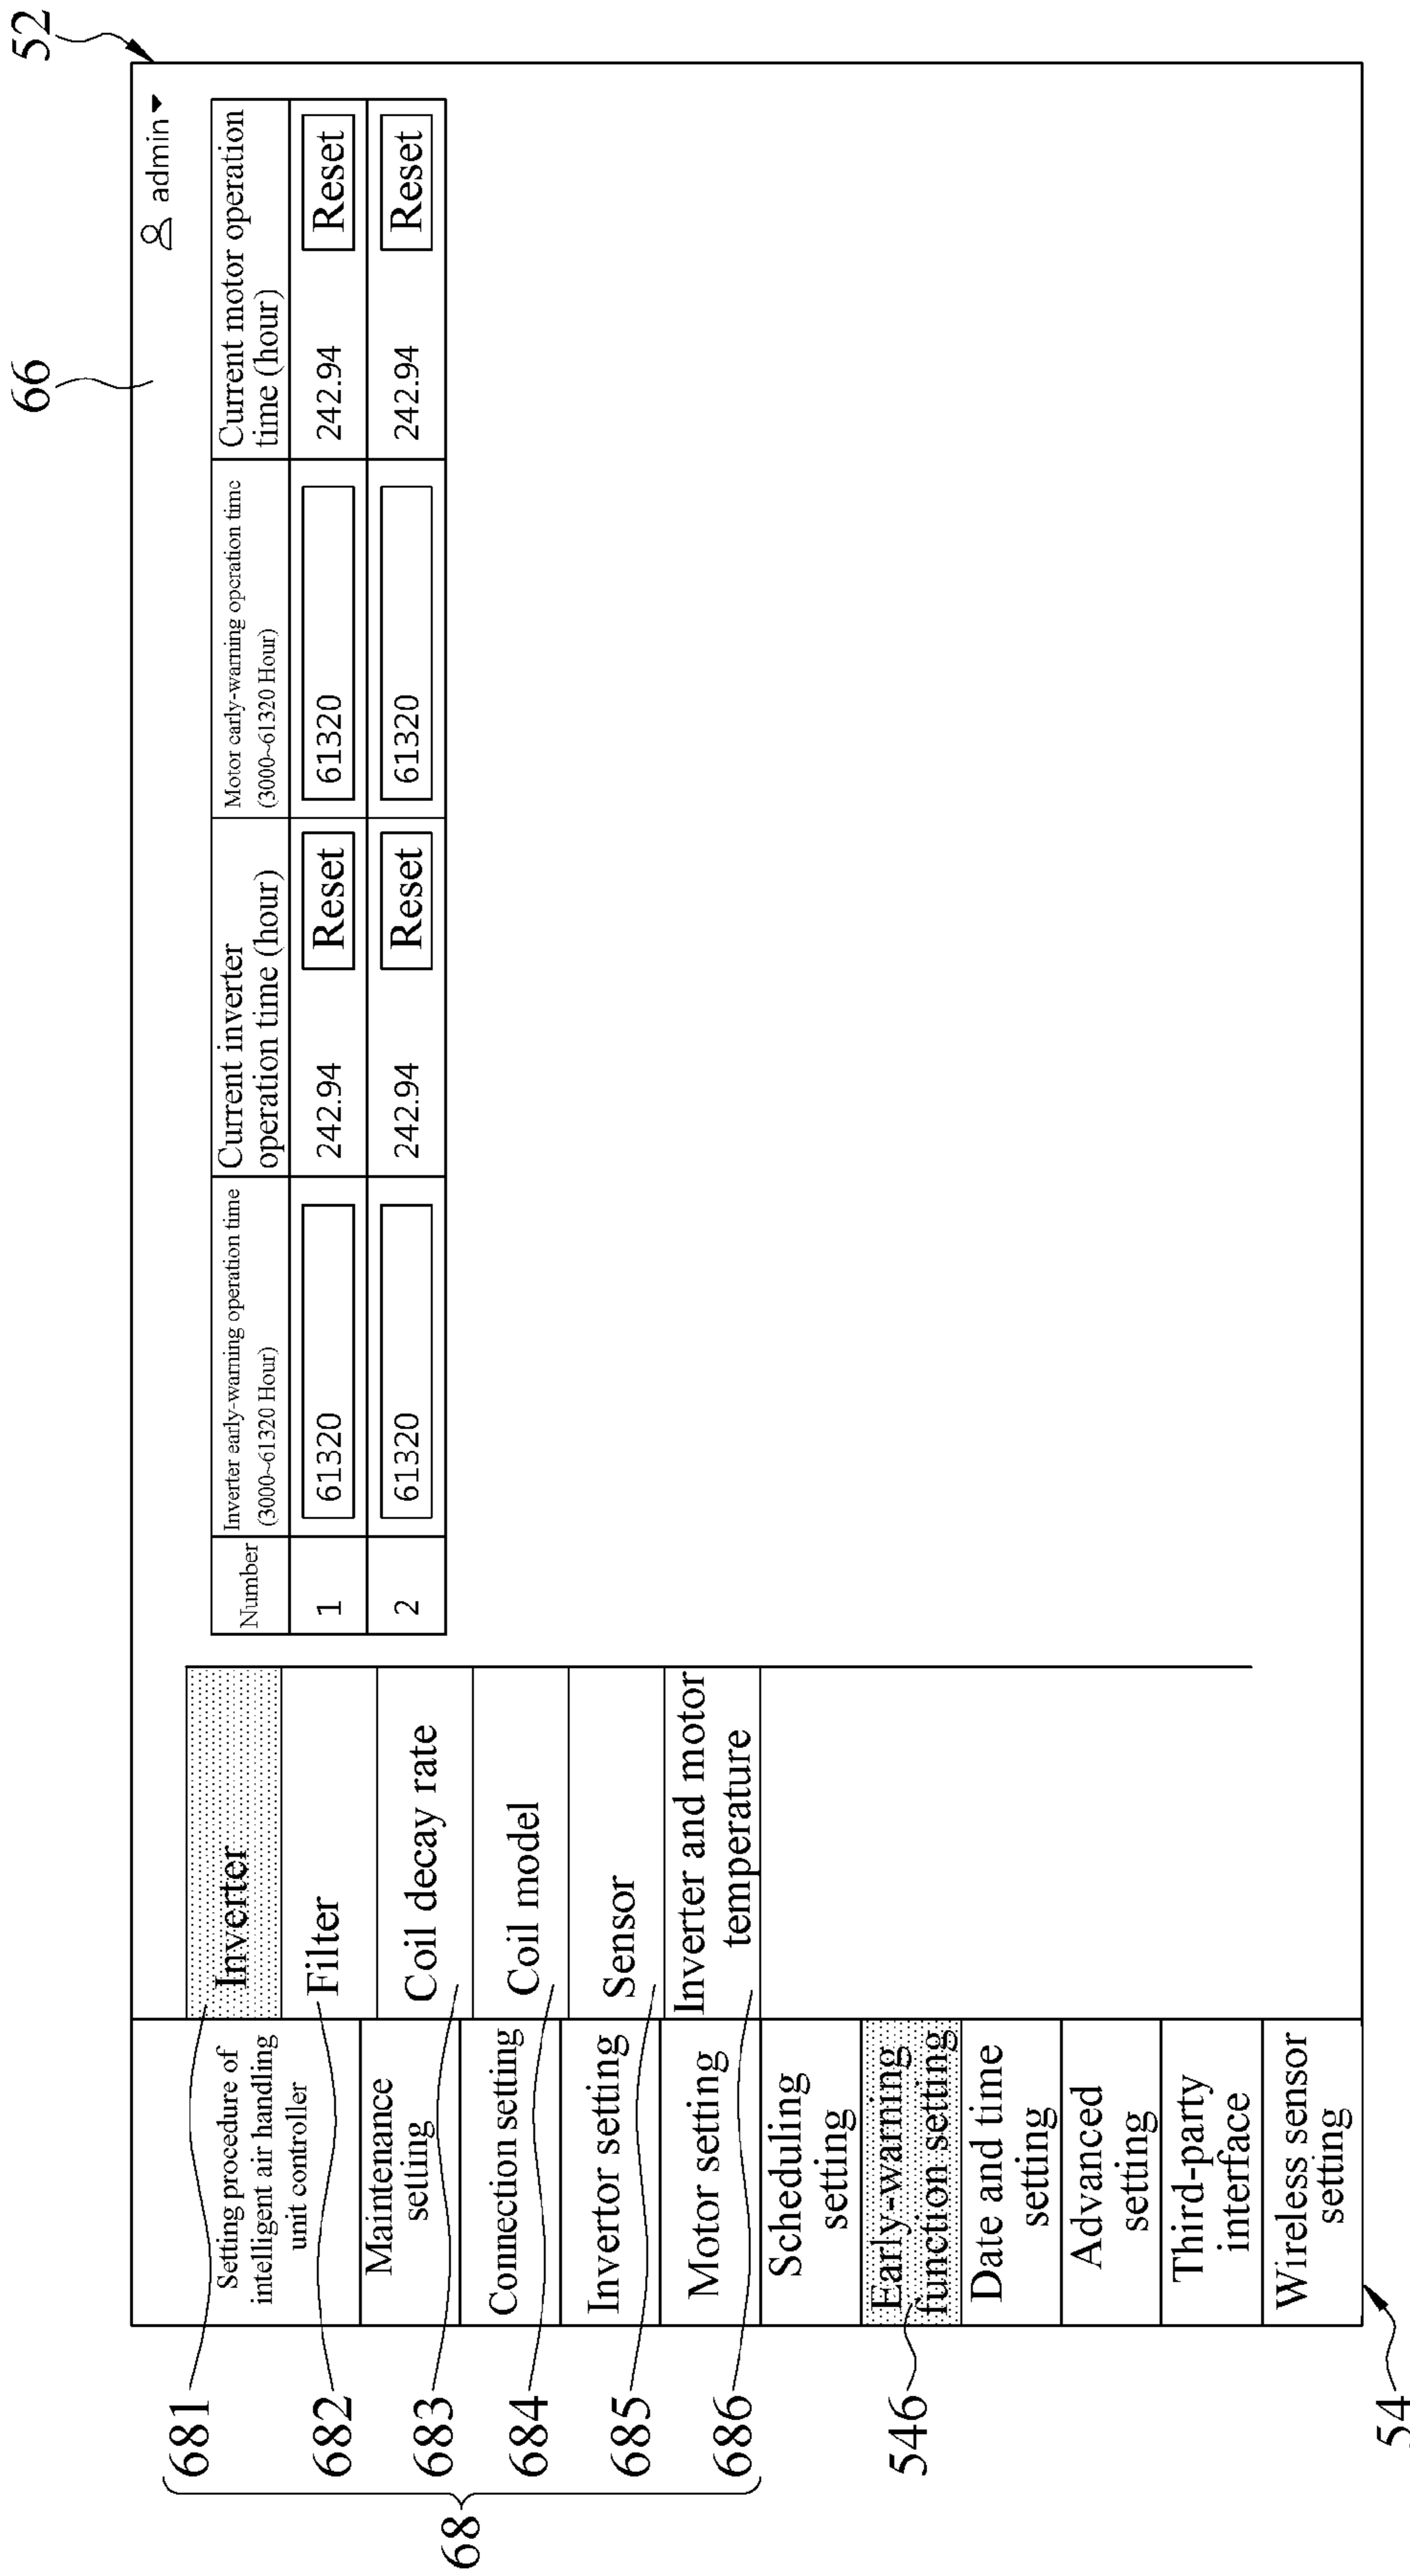 52
66
admin
Number
Inverter early-warning operation time
(3000~61320 Hour)
Current inverter
operation time (hour)
Motor early-warning operation time
(3000~61320 Hour)
Current motor operation
time (hour)
1
61320
242.94
Reset
61320
242.94
Reset
2
61320
242.94
Reset
61320
242.94
Reset
Inverter
Filter
Coil decay rate
Coil model
Sensor
Inverter and motor
temperature
Setting procedure of
intelligent air handling
unit controller
Maintenance
setting
Connection setting
Invertor setting
Motor setting
Scheduling
setting
Early-warning
function setting
Date and time
setting
Advanced
setting
Third-party
interface
Wireless sensor
setting
681
682
683
684
685
686
68
546
54